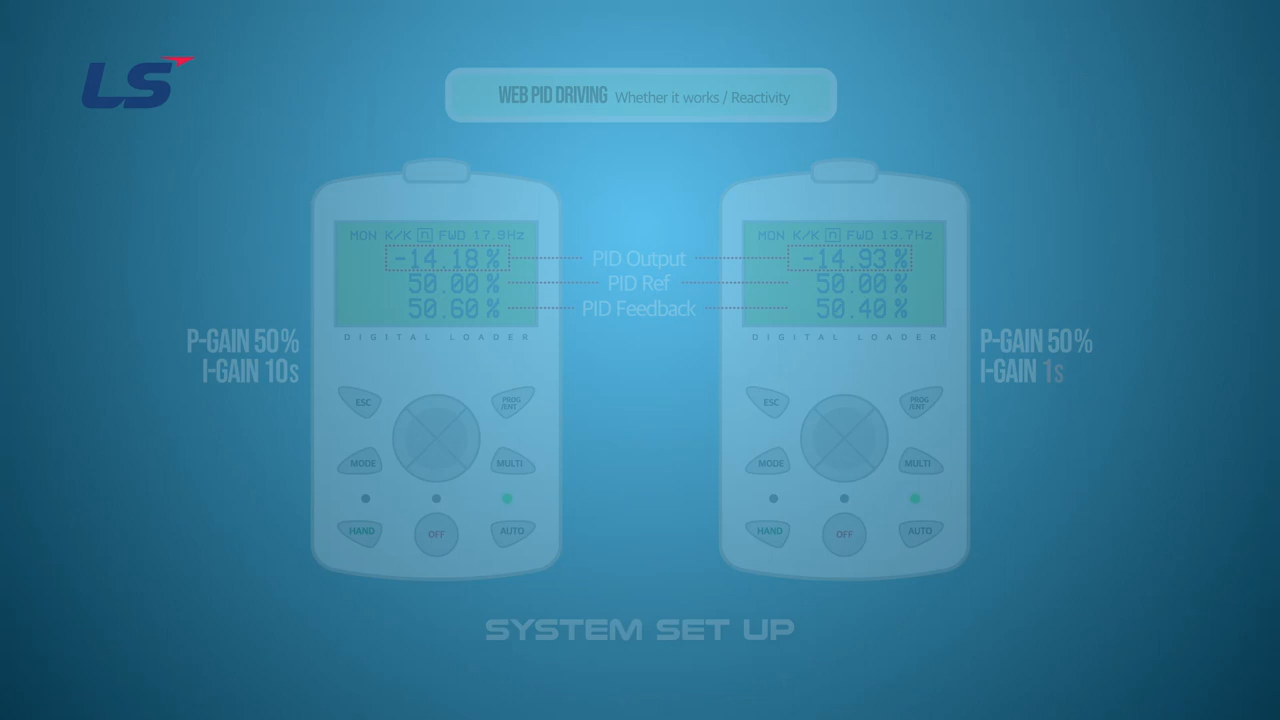 LS
WEB PID DRIVING Whether it works / Reactivity
MON K/K n FWD 17.9Hz
-14.18 %
50.00 %
50.60 %
DIGITAL LOADER
P-GAIN 50%
I-GAIN 10s
ESC
PROG
/ENT
MODE
MULTI
HAND
OFF
AUTO
PID Output
PID Ref
PID Feedback
MON K/K n FWD 13.7Hz
-14.93 %
50.00 %
50.40 %
DIGITAL LOADER
P-GAIN 50%
I-GAIN 1s
ESC
PROG
/ENT
MODE
MULTI
HAND
OFF
AUTO
SYSTEM SET UP